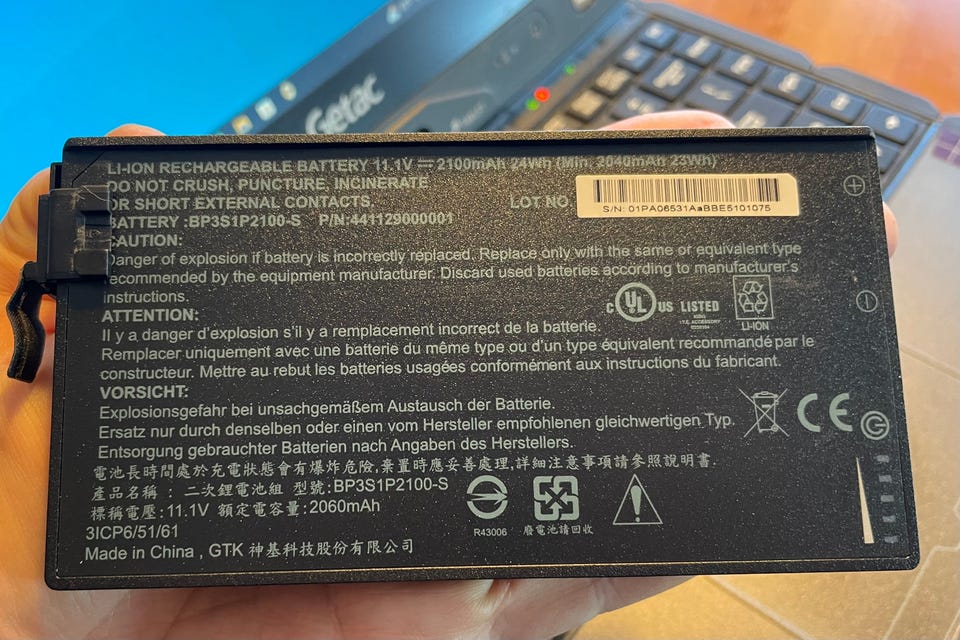 Getac
LI-ION RECHARGEABLE BATTERY 11.1V ⎓ 2100mAh 24Wh (Min. 2040mAh 23Wh)
DO NOT CRUSH, PUNCTURE, INCINERATE
OR SHORT EXTERNAL CONTACTS.
LOT NO.
S/N: 01PA06531AaBBE5101075
BATTERY :BP3S1P2100-S P/N:441129000001
CAUTION:
Danger of explosion if battery is incorrectly replaced. Replace only with the same or equivalent type
recommended by the equipment manufacturer. Discard used batteries according to manufacturer's
instructions.
c UL US LISTED
I.T.E. ACCESSORY
LI-ION
ATTENTION:
Il y a danger d'explosion s'il y a remplacement incorrect de la batterie.
Remplacer uniquement avec une batterie du même type ou d'un type équivalent recommandé par le
constructeur. Mettre au rebut les batteries usagées conformément aux instructions du fabricant.
VORSICHT:
Explosionsgefahr bei unsachgemäßem Austausch der Batterie.
Ersatz nur durch denselben oder einen vom Hersteller empfohlenen gleichwertigen Typ.
Entsorgung gebrauchter Batterien nach Angaben des Herstellers.
CE
電池長時間處於充電狀態會有爆炸危險,棄置時應妥善處理,詳細注意事項請參照說明書.
產品名稱 : 二次鋰電池組 型號:BP3S1P2100-S
標稱電壓:11.1V 額定電容量:2060mAh
3ICP6/51/61
R43006
廢電池請回收
Made in China , GTK 神基科技股份有限公司